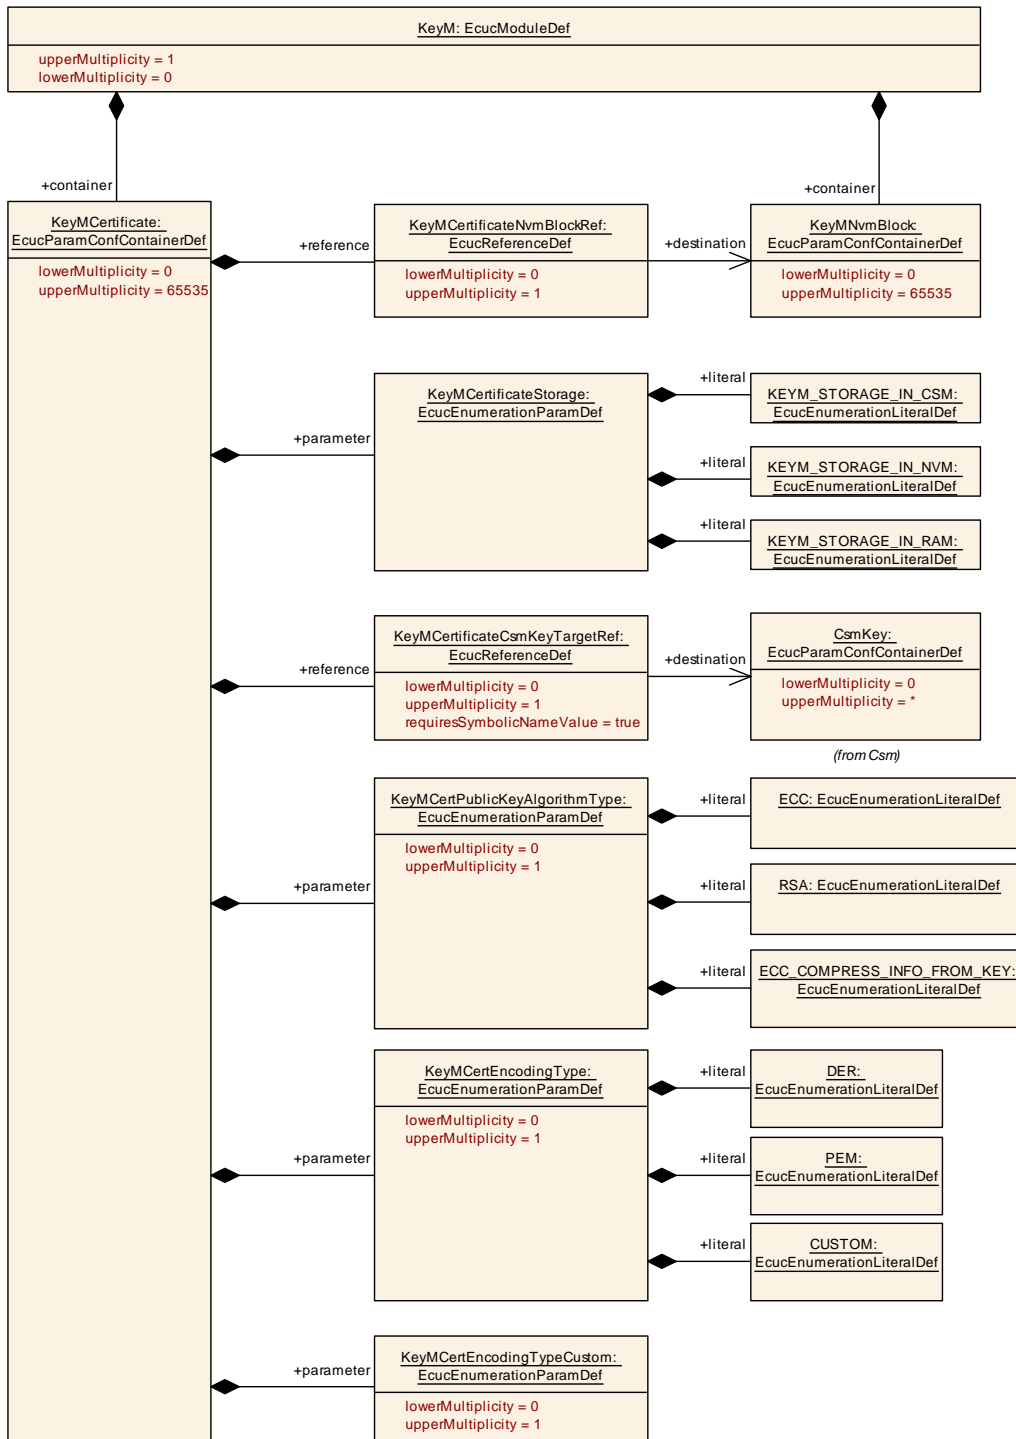 KeyM: EcucModuleDef
upperMultiplicity = 1
lowerMultiplicity = 0
+container
+container
KeyMCertificate:
EcucParamConfContainerDef
lowerMultiplicity = 0
upperMultiplicity = 65535
+reference
KeyMCertificateNvmBlockRef:
EcucReferenceDef
lowerMultiplicity = 0
upperMultiplicity = 1
+destination
KeyMNvmBlock:
EcucParamConfContainerDef
lowerMultiplicity = 0
upperMultiplicity = 65535
+parameter
KeyMCertificateStorage:
EcucEnumerationParamDef
+literal
KEYM_STORAGE_IN_CSM:
EcucEnumerationLiteralDef
+literal
KEYM_STORAGE_IN_NVM:
EcucEnumerationLiteralDef
+literal
KEYM_STORAGE_IN_RAM:
EcucEnumerationLiteralDef
+reference
KeyMCertificateCsmKeyTargetRef:
EcucReferenceDef
lowerMultiplicity = 0
upperMultiplicity = 1
requiresSymbolicNameValue = true
+destination
CsmKey:
EcucParamConfContainerDef
lowerMultiplicity = 0
upperMultiplicity = *
(from Csm)
+parameter
KeyMCertPublicKeyAlgorithmType:
EcucEnumerationParamDef
lowerMultiplicity = 0
upperMultiplicity = 1
+literal
ECC: EcucEnumerationLiteralDef
+literal
RSA: EcucEnumerationLiteralDef
+literal
ECC_COMPRESS_INFO_FROM_KEY:
EcucEnumerationLiteralDef
+parameter
KeyMCertEncodingType:
EcucEnumerationParamDef
lowerMultiplicity = 0
upperMultiplicity = 1
+literal
DER:
EcucEnumerationLiteralDef
+literal
PEM:
EcucEnumerationLiteralDef
+literal
CUSTOM:
EcucEnumerationLiteralDef
+parameter
KeyMCertEncodingTypeCustom:
EcucEnumerationParamDef
lowerMultiplicity = 0
upperMultiplicity = 1